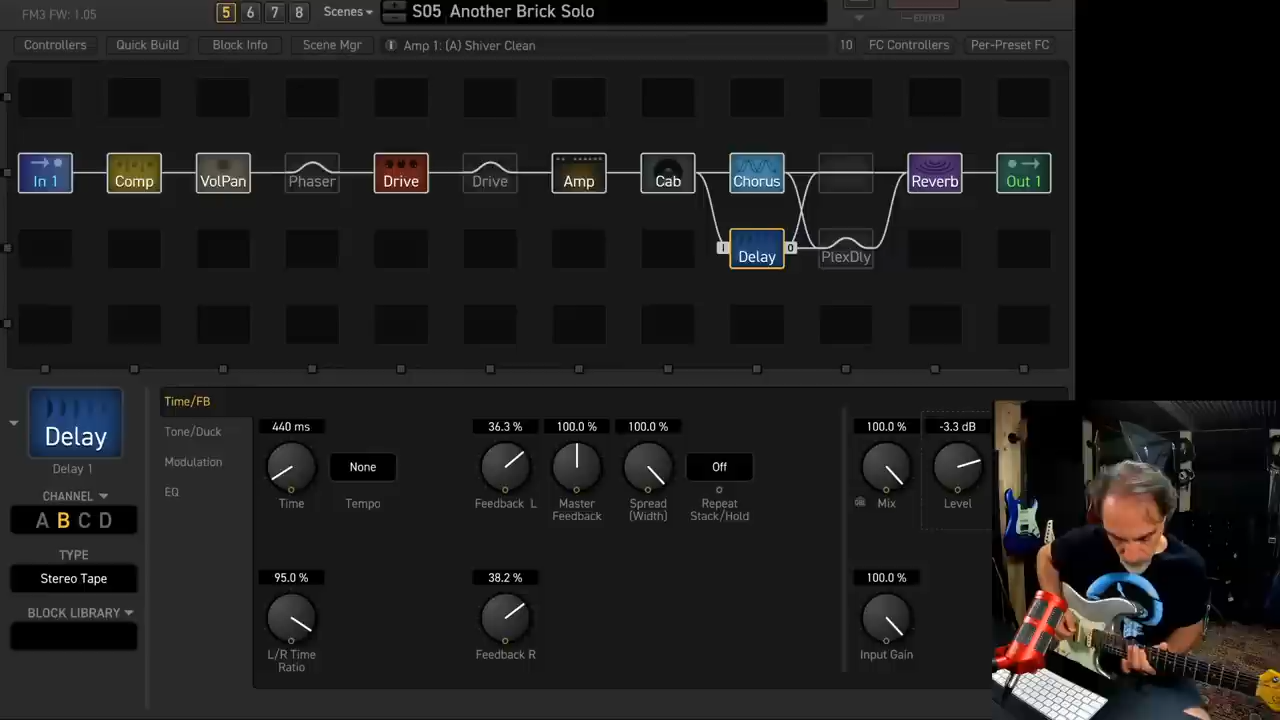 FM3 FW: 1.05
5 6 7 8
Scenes
S05 Another Brick Solo
EDITED
Controllers
Quick Build
Block Info
Scene Mgr
Amp 1: (A) Shiver Clean
10
FC Controllers
Per-Preset FC
In 1
Comp
VolPan
Phaser
Drive
Drive
Amp
Cab
Chorus
Reverb
Out 1
I
Delay
O
PlexDly
Delay
Delay 1
CHANNEL
A B C D
TYPE
Stereo Tape
BLOCK LIBRARY
Time/FB
Tone/Duck
Modulation
EQ
440 ms
Time
None
Tempo
36.3 %
Feedback L
100.0 %
Master
Feedback
100.0 %
Spread
(Width)
Off
Repeat
Stack/Hold
100.0 %
Mix
-3.3 dB
Level
95.0 %
L/R Time
Ratio
38.2 %
Feedback R
100.0 %
Input Gain